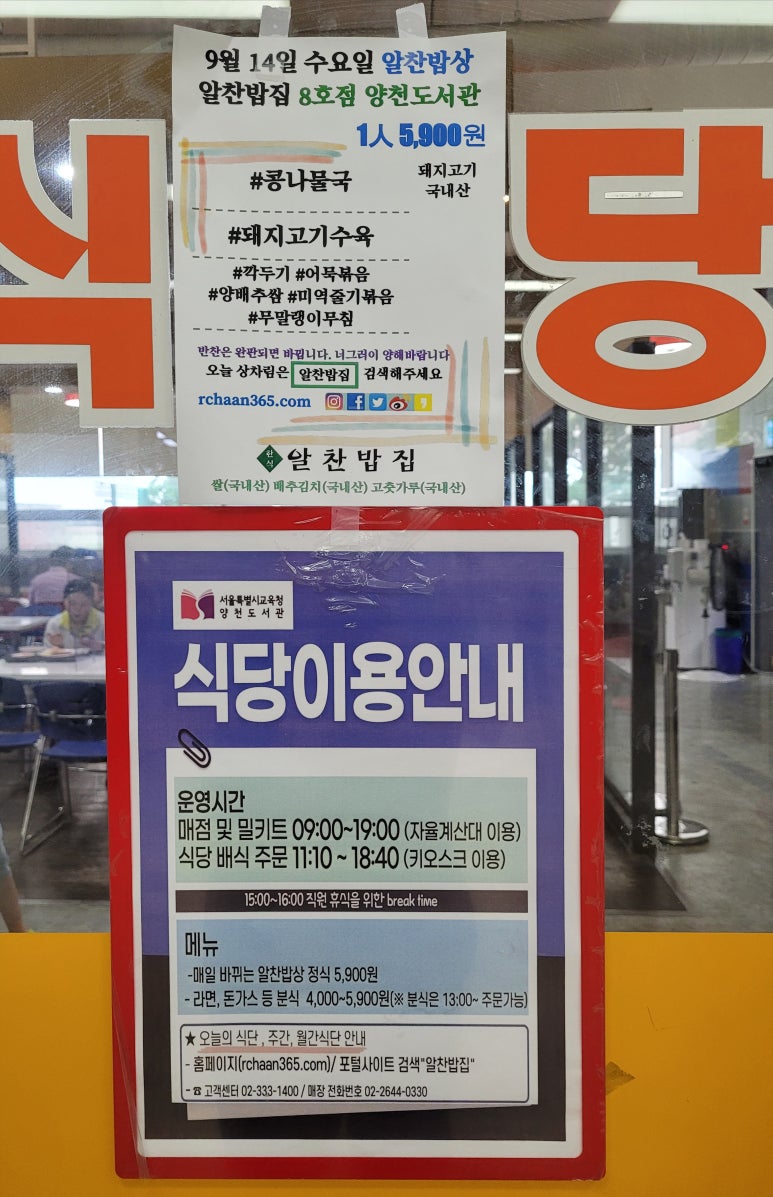 식당
9월 14일 수요일 알찬밥상
알찬밥집 8호점 양천도서관
1人 5,900원
돼지고기
국내산
#콩나물국
#돼지고기수육
#깍두기 #어묵볶음
#양배추쌈 #미역줄기볶음
#무말랭이무침
반찬은 완판되면 바뀝니다. 너그러이 양해바랍니다
오늘 상차림은 알찬밥집 검색해주세요
rchaan365.com
한식 알찬밥집
쌀(국내산) 배추김치(국내산) 고춧가루(국내산)
서울특별시교육청
양천도서관
식당이용안내
운영시간
매점 및 밀키트 09:00~19:00 (자율계산대 이용)
식당 배식 주문 11:10 ~ 18:40 (키오스크 이용)
15:00~16:00 직원 휴식을 위한 break time
메뉴
-매일 바뀌는 알찬밥상 정식 5,900원
- 라면, 돈가스 등 분식 4,000~5,900원(※ 분식은 13:00~ 주문가능)
★ 오늘의 식단 , 주간, 월간식단 안내
- 홈페이지(rchaan365.com)/ 포털사이트 검색"알찬밥집"
- ☎ 고객센터 02-333-1400 / 매장 전화번호 02-2644-0330